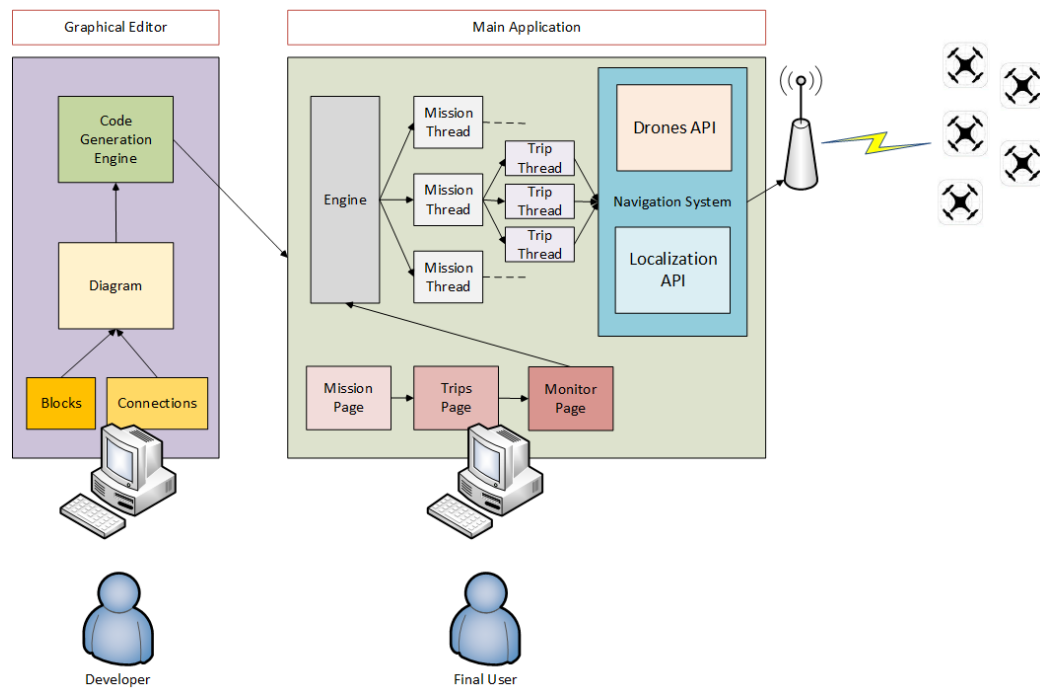 Graphical Editor
Main Application
Code
Generation
Engine
Diagram
Blocks
Connections
Engine
Mission
Thread
Mission
Thread
Mission
Thread
Trip
Thread
Trip
Thread
Trip
Thread
Drones API
Navigation System
Localization
API
Mission
Page
Trips
Page
Monitor
Page
Developer
Final User